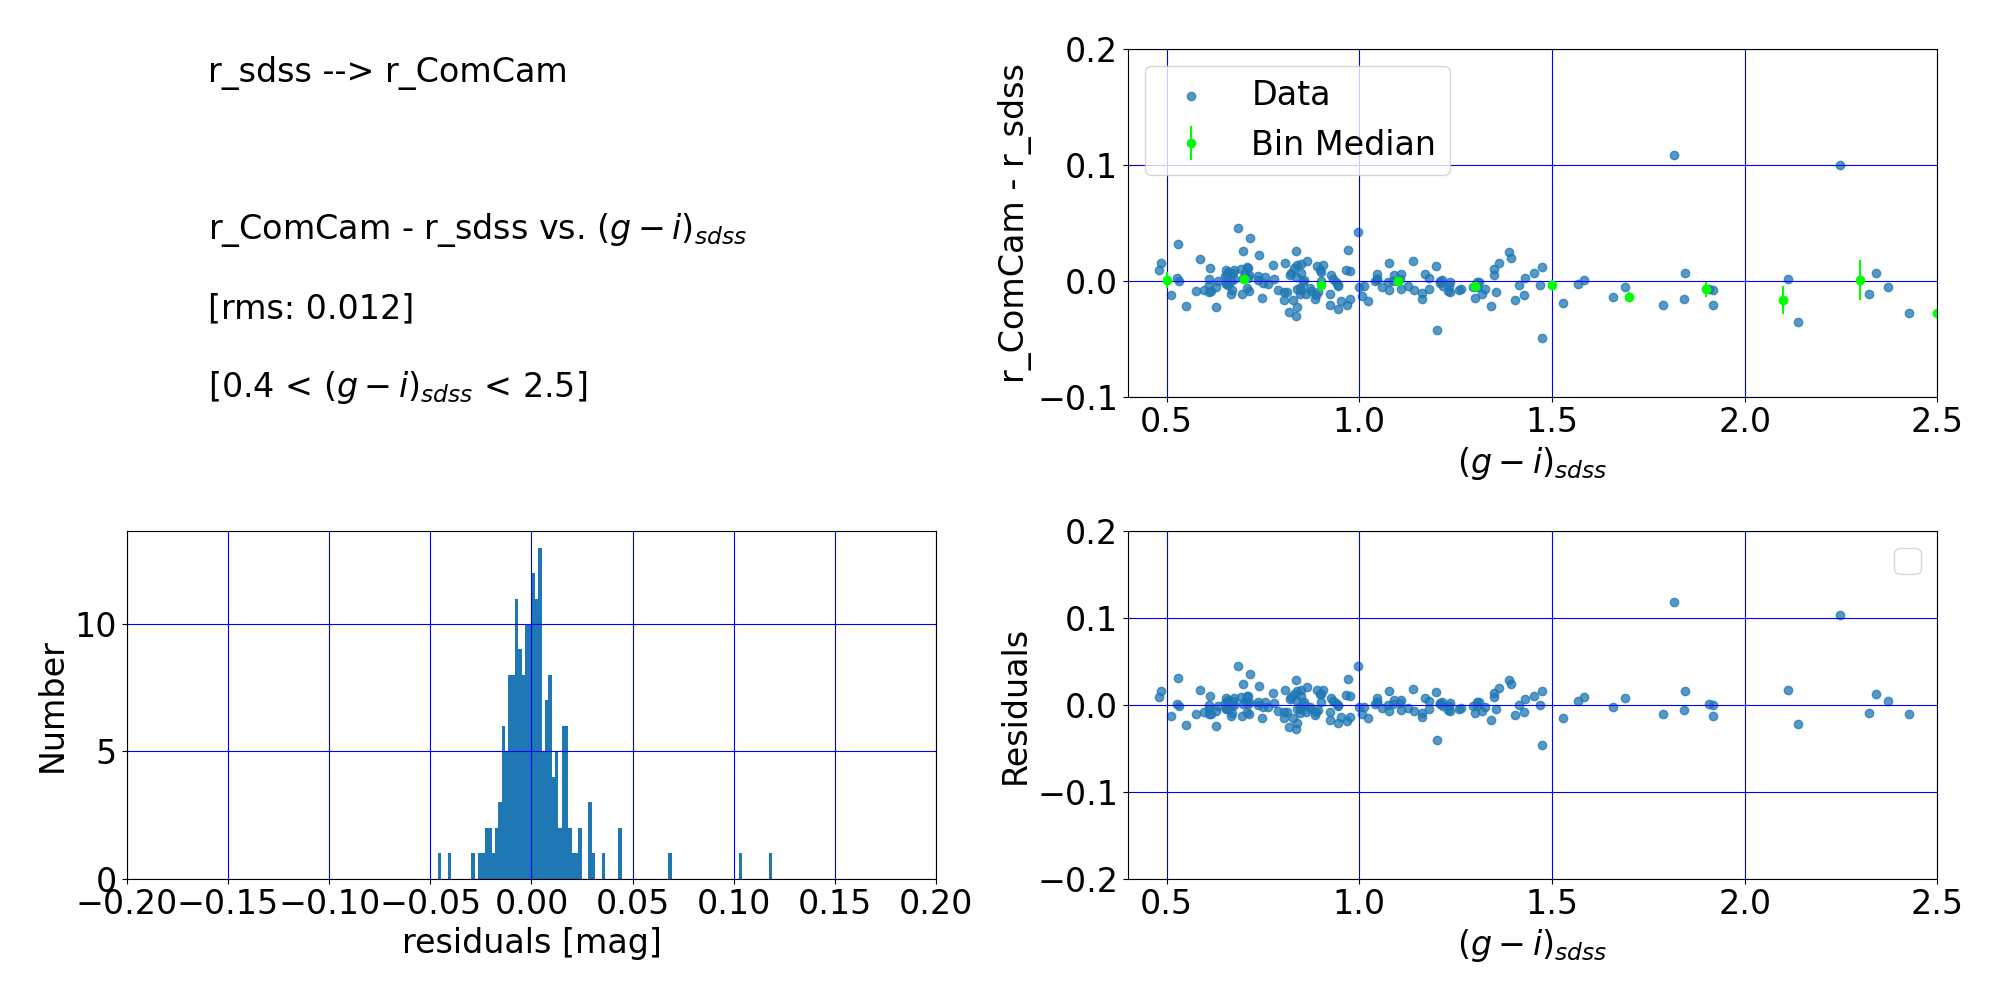 r_sdss --> r_ComCam
r_ComCam - r_sdss vs. (g − i)sdss
[rms: 0.012]
[0.4 < (g − i)sdss < 2.5]
r_ComCam - r_sdss
0.2
0.1
0.0
−0.1
Data
Bin Median
0.5 1.0 1.5 2.0 2.5
(g − i)sdss
Number
10
5
0
−0.20 −0.15 −0.10 −0.05 0.00 0.05 0.10 0.15 0.20
residuals [mag]
Residuals
0.2
0.1
0.0
−0.1
−0.2
0.5 1.0 1.5 2.0 2.5
(g − i)sdss